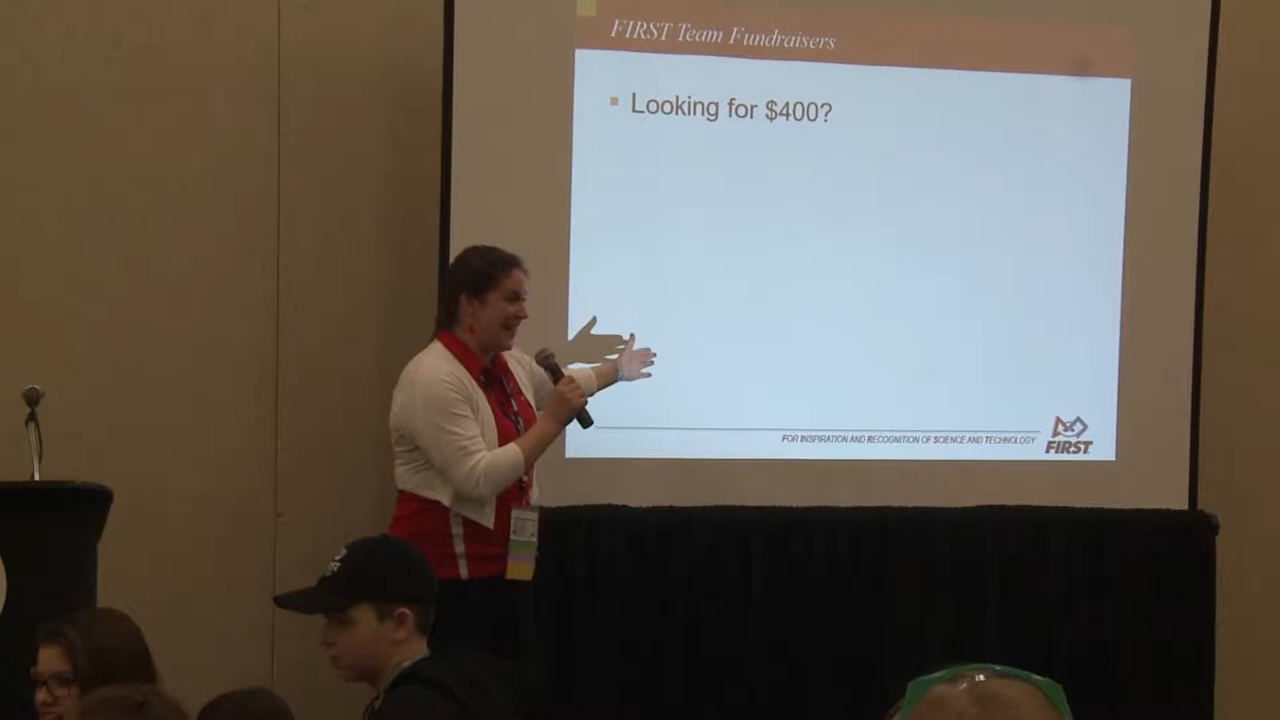 FIRST Team Fundraisers
Looking for $400?
FOR INSPIRATION AND RECOGNITION OF SCIENCE AND TECHNOLOGY
FIRST